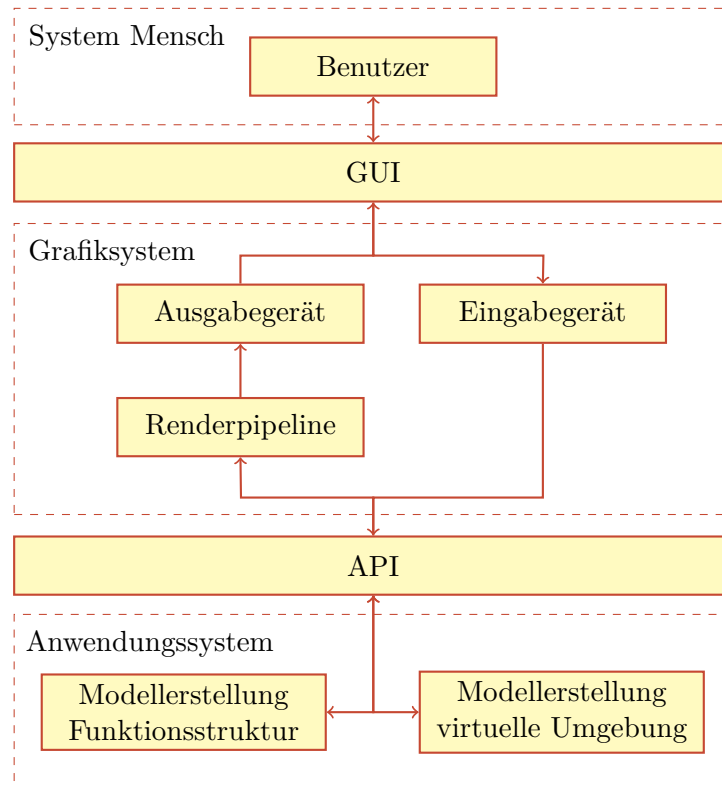 System Mensch
Benutzer
GUI
Grafiksystem
Ausgabegerät
Eingabegerät
Renderpipeline
API
Anwendungssystem
Modellerstellung
Funktionsstruktur
Modellerstellung
virtuelle Umgebung